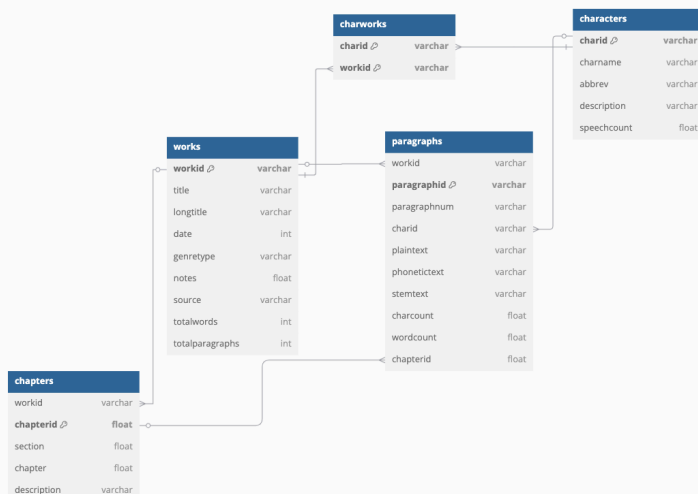 charworks
charid varchar
workid varchar
characters
charid varchar
charname varchar
abbrev varchar
description varchar
speechcount float
works
workid varchar
title varchar
longtitle varchar
date int
genretype varchar
notes float
source varchar
totalwords int
totalparagraphs int
paragraphs
workid varchar
paragraphid varchar
paragraphnum varchar
charid varchar
plaintext varchar
phonetictext varchar
stemtext varchar
charcount float
wordcount float
chapterid float
chapters
workid varchar
chapterid float
section float
chapter float
description varchar